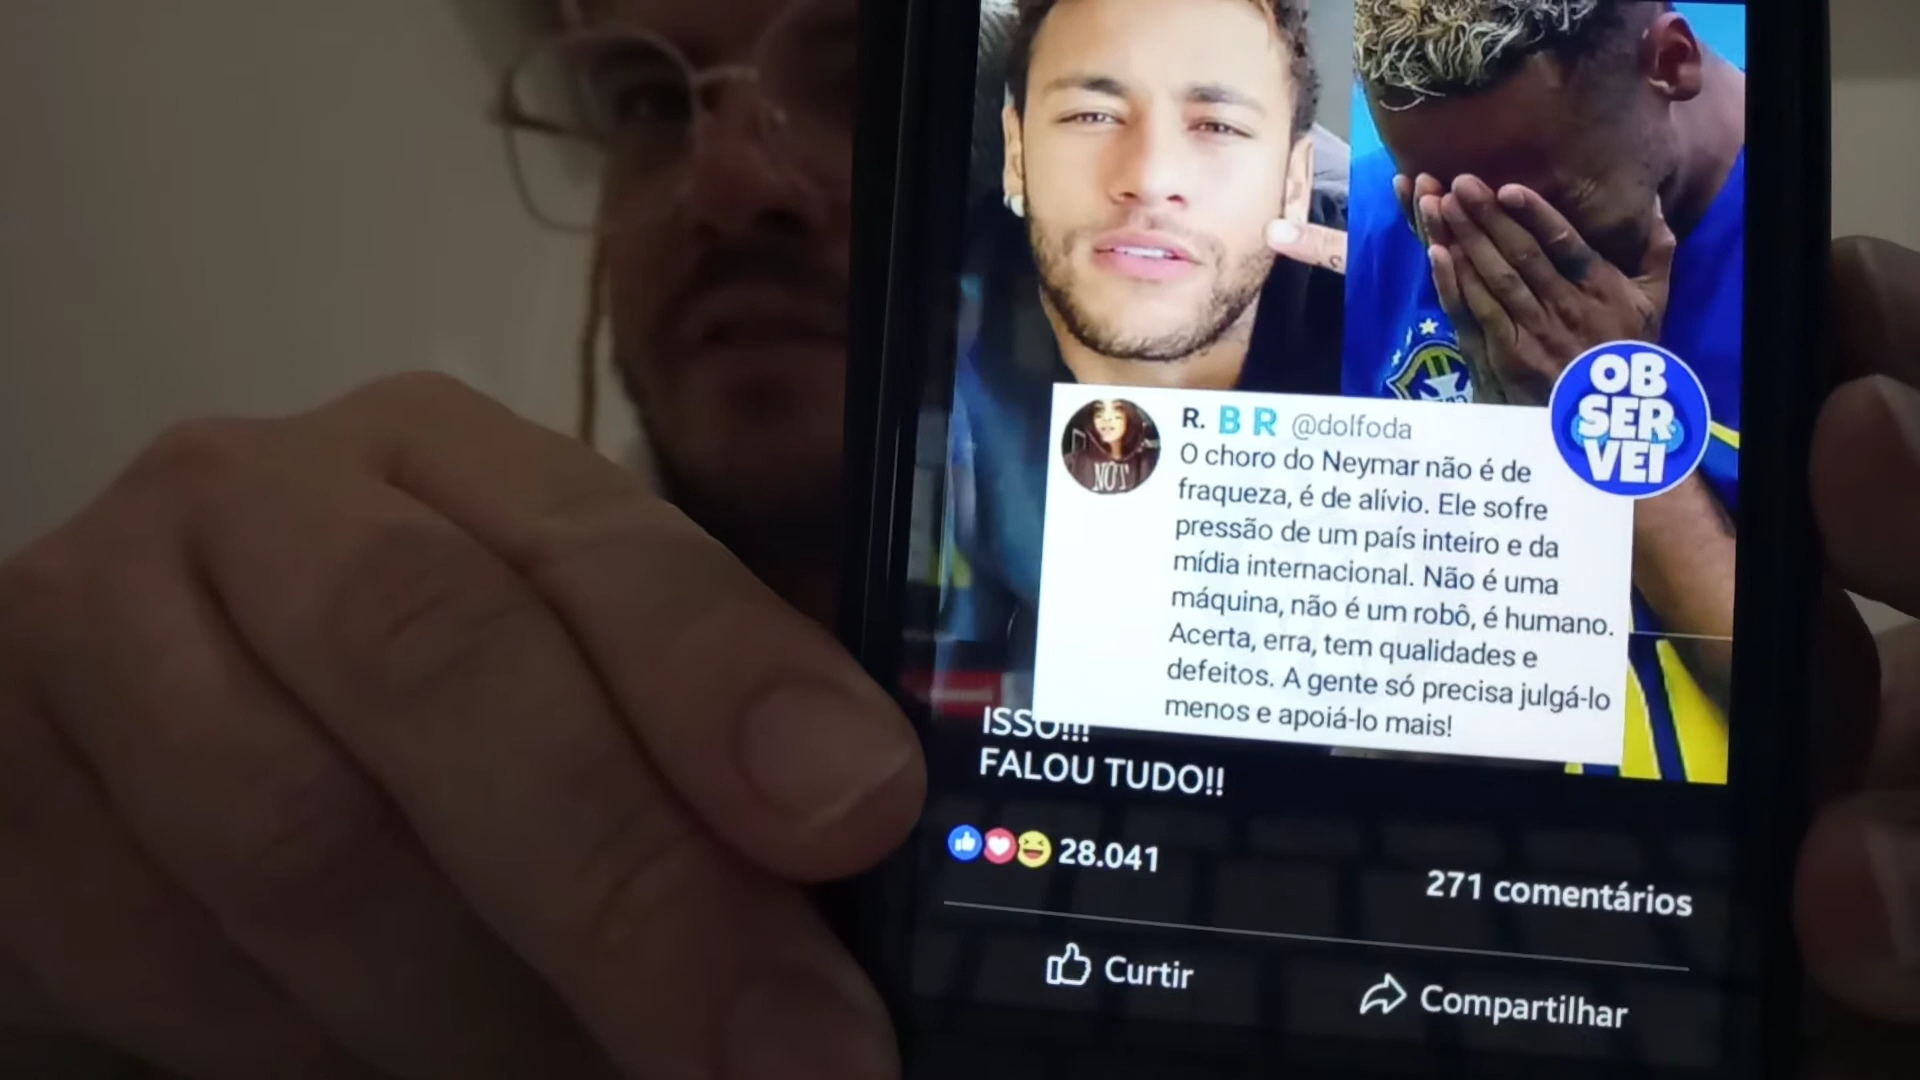 OB
SER
VEI
NOT
R. B R @dolfoda
O choro do Neymar não é de
fraqueza, é de alívio. Ele sofre
pressão de um país inteiro e da
mídia internacional. Não é uma
máquina, não é um robô, é humano.
Acerta, erra, tem qualidades e
defeitos. A gente só precisa julgá-lo
menos e apoiá-lo mais!
ISSO!!!
FALOU TUDO!!
28.041
271 comentários
Curtir
Compartilhar